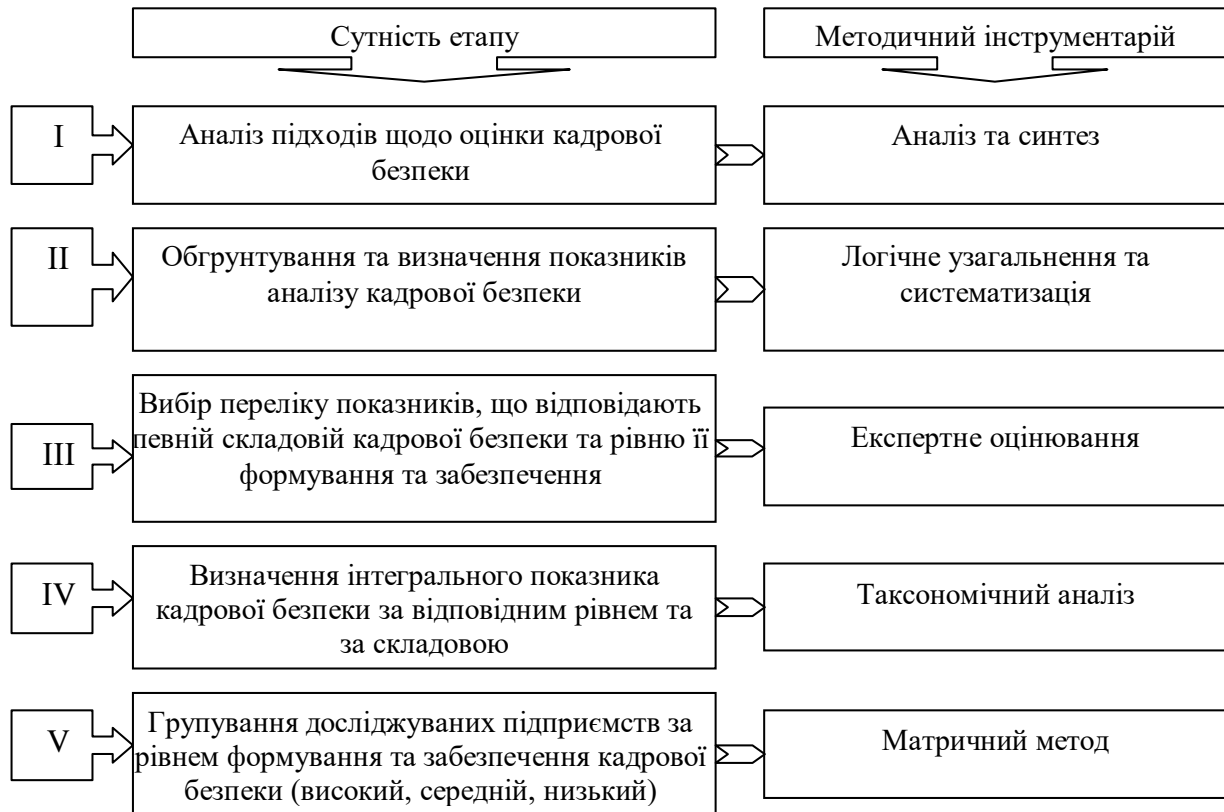 Сутність етапу
Методичний інструментарій
I
Аналіз підходів щодо оцінки кадрової
безпеки
Аналіз та синтез
II
Обгрунтування та визначення показників
аналізу кадрової безпеки
Логічне узагальнення та
систематизація
III
Вибір переліку показників, що відповідають
певній складовій кадрової безпеки та рівню її
формування та забезпечення
Експертне оцінювання
IV
Визначення інтегрального показника
кадрової безпеки за відповідним рівнем та
за складовою
Таксономічний аналіз
V
Групування досліджуваних підприємств за
рівнем формування та забезпечення кадрової
безпеки (високий, середній, низький)
Матричний метод